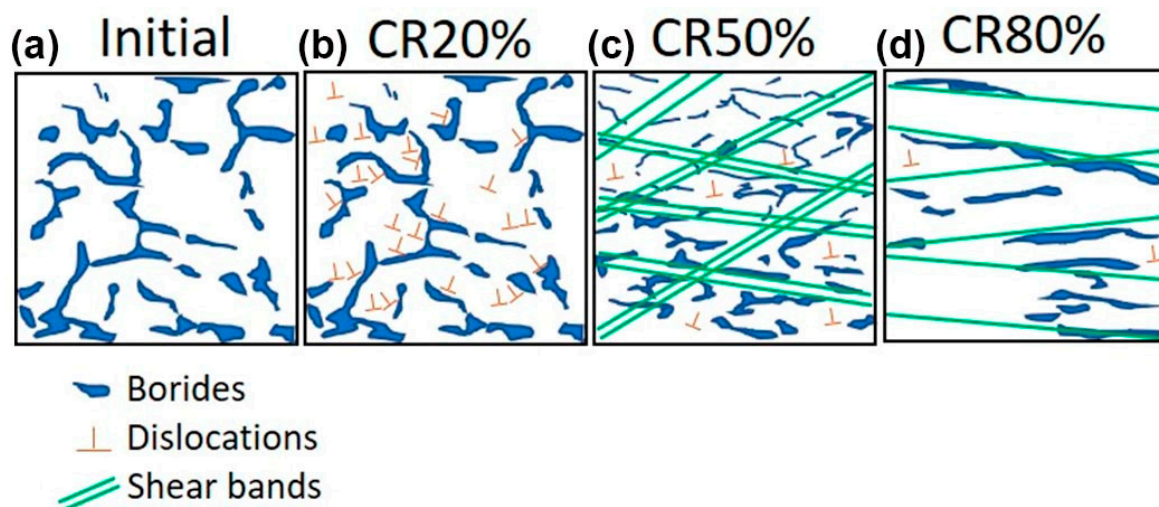 (a) Initial (b) CR20% (c) CR50% (d) CR80%
Borides
Dislocations
Shear bands